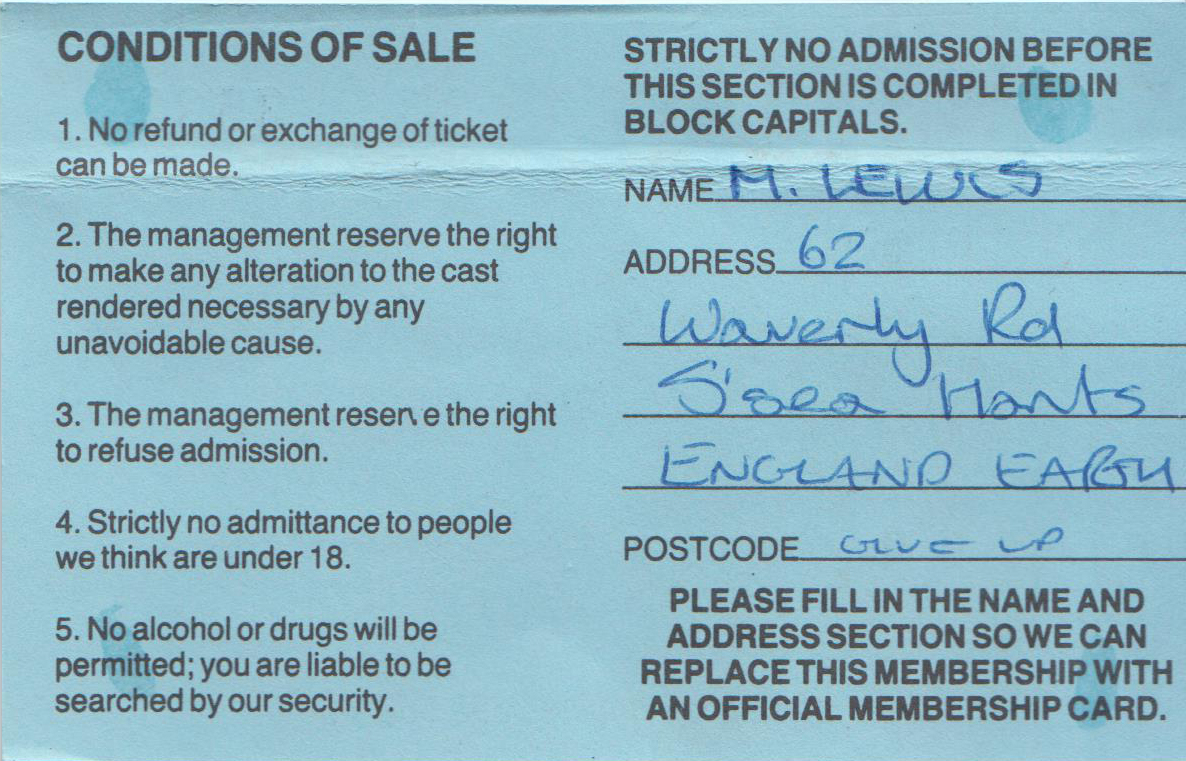 CONDITIONS OF SALE
1. No refund or exchange of ticket
can be made.
2. The management reserve the right
to make any alteration to the cast
rendered necessary by any
unavoidable cause.
3. The management reserve the right
to refuse admission.
4. Strictly no admittance to people
we think are under 18.
5. No alcohol or drugs will be
permitted; you are liable to be
searched by our security.
STRICTLY NO ADMISSION BEFORE
THIS SECTION IS COMPLETED IN
BLOCK CAPITALS.
NAME M. LEWIS
ADDRESS 62
Waverly Rd
S'sea Hants
ENGLAND EARTH
POSTCODE GIVE UP
PLEASE FILL IN THE NAME AND
ADDRESS SECTION SO WE CAN
REPLACE THIS MEMBERSHIP WITH
AN OFFICIAL MEMBERSHIP CARD.